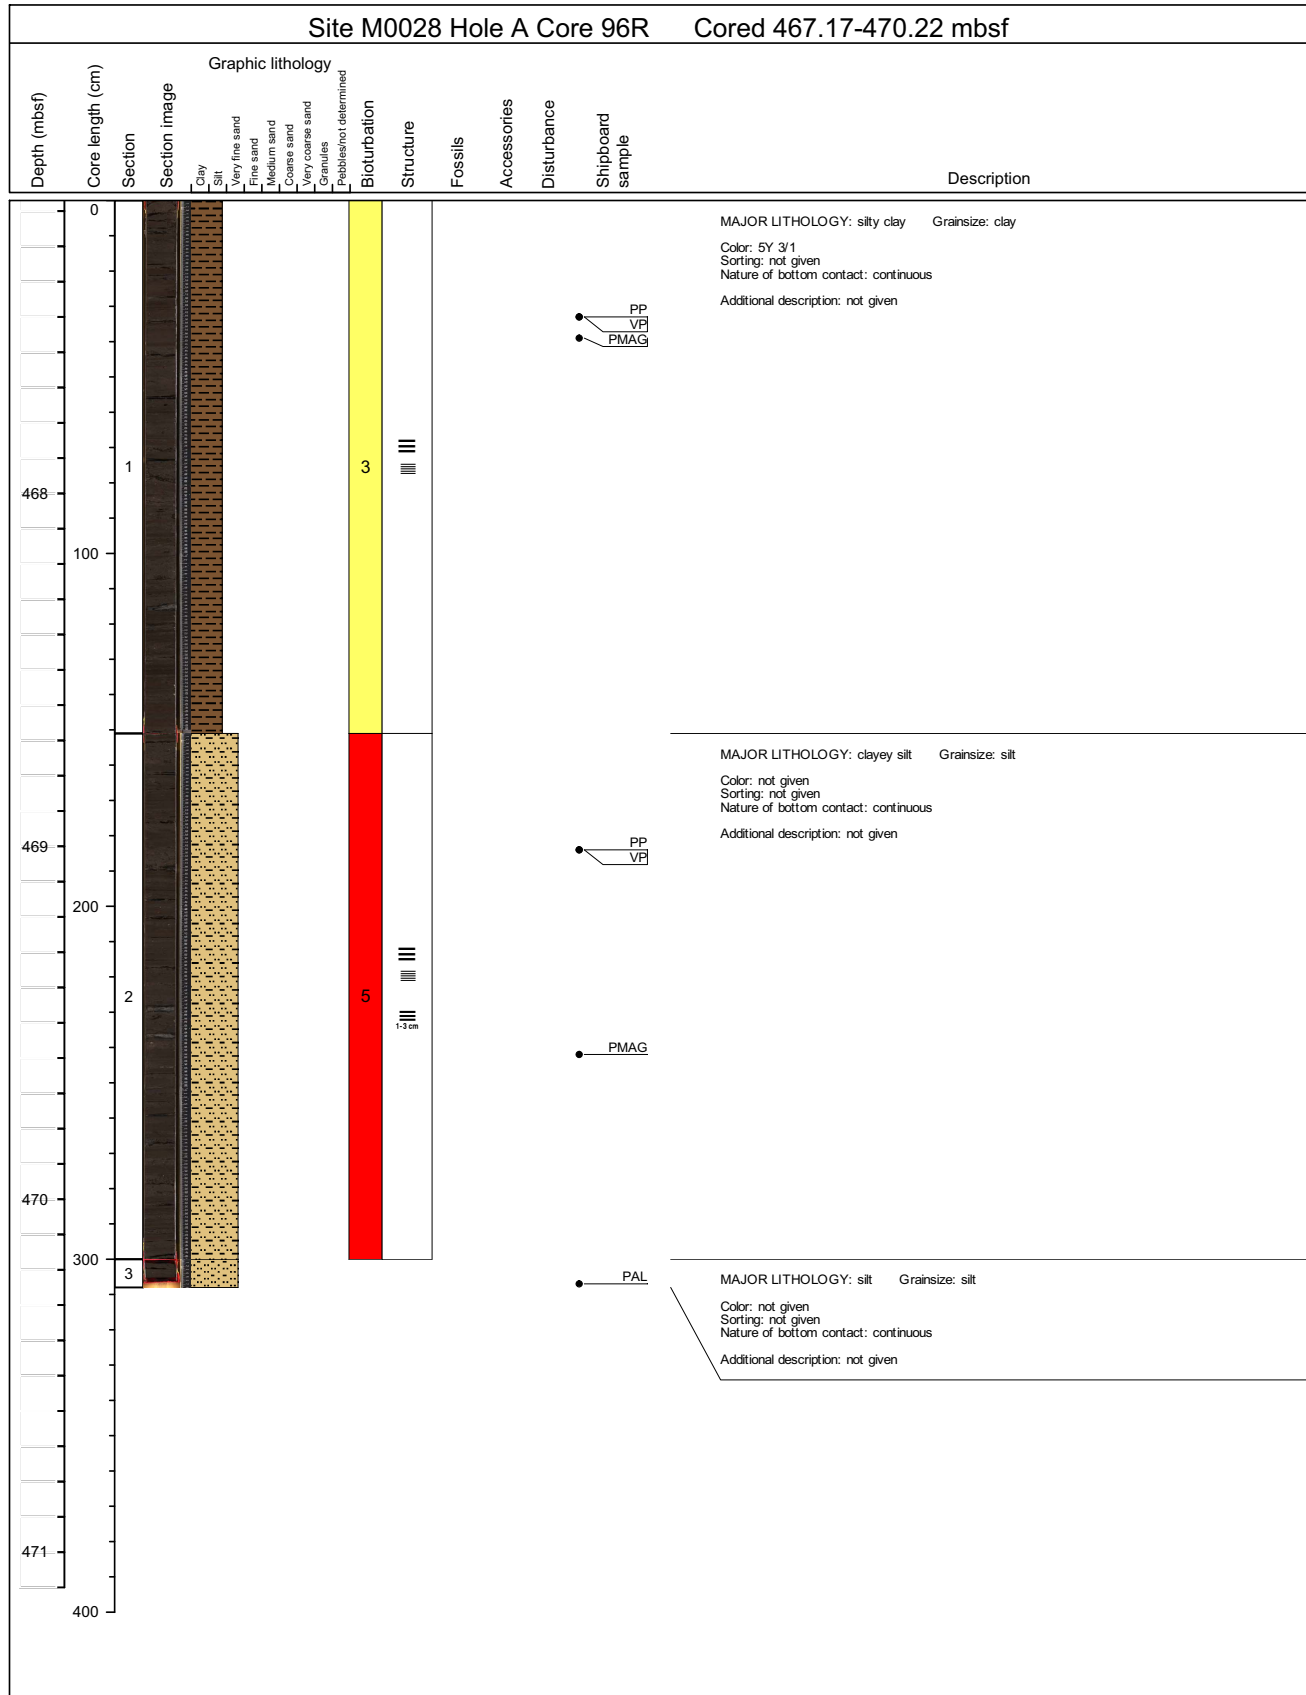 Site M0028 Hole A Core 96R Cored 467.17-470.22 mbsf
Graphic lithology
Depth (mbsf)
Core length (cm)
Section
Section image
Clay
Silt
Very fine sand
Fine sand
Medium sand
Coarse sand
Very coarse sand
Granules
Pebbles/not determined
Bioturbation
Structure
Fossils
Accessories
Disturbance
Shipboard
sample
Description
0
MAJOR LITHOLOGY: silty clay Grainsize: clay
Color: 5Y 3/1
Sorting: not given
Nature of bottom contact: continuous
Additional description: not given
PP
VP
PMAG
1
3
468
100
MAJOR LITHOLOGY: clayey silt Grainsize: silt
Color: not given
Sorting: not given
Nature of bottom contact: continuous
Additional description: not given
PP
VP
469
200
2
5
1-3 cm
PMAG
470
300
3
PAL
MAJOR LITHOLOGY: silt Grainsize: silt
Color: not given
Sorting: not given
Nature of bottom contact: continuous
Additional description: not given
471
400